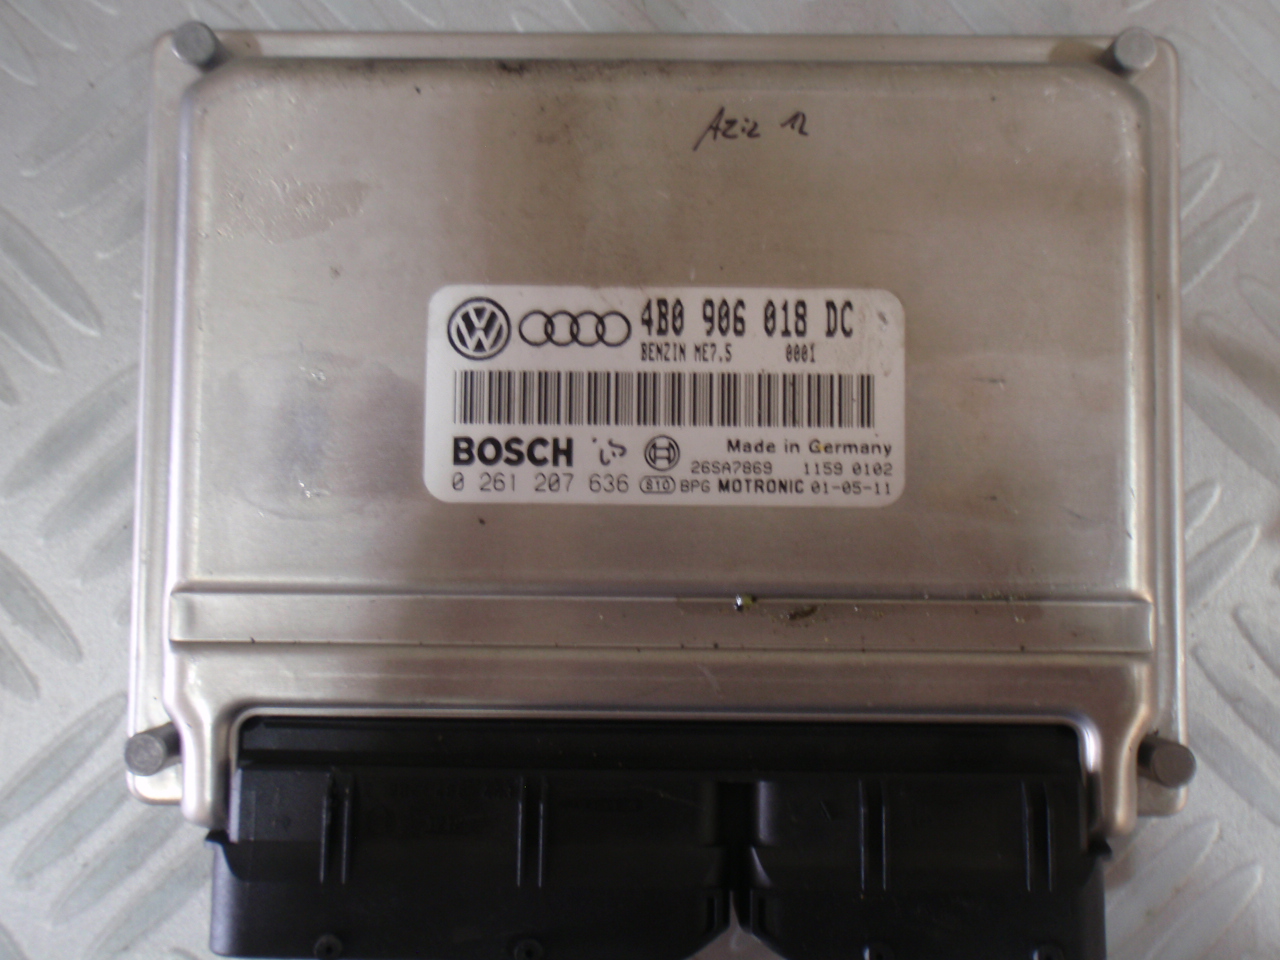 Aziz 12
4B0 906 018 DC
BENZIN ME7.5 0001
BOSCH Made in Germany
26SA7869 1159 0102
0 261 207 636 S10 BPG MOTRONIC 01-05-11